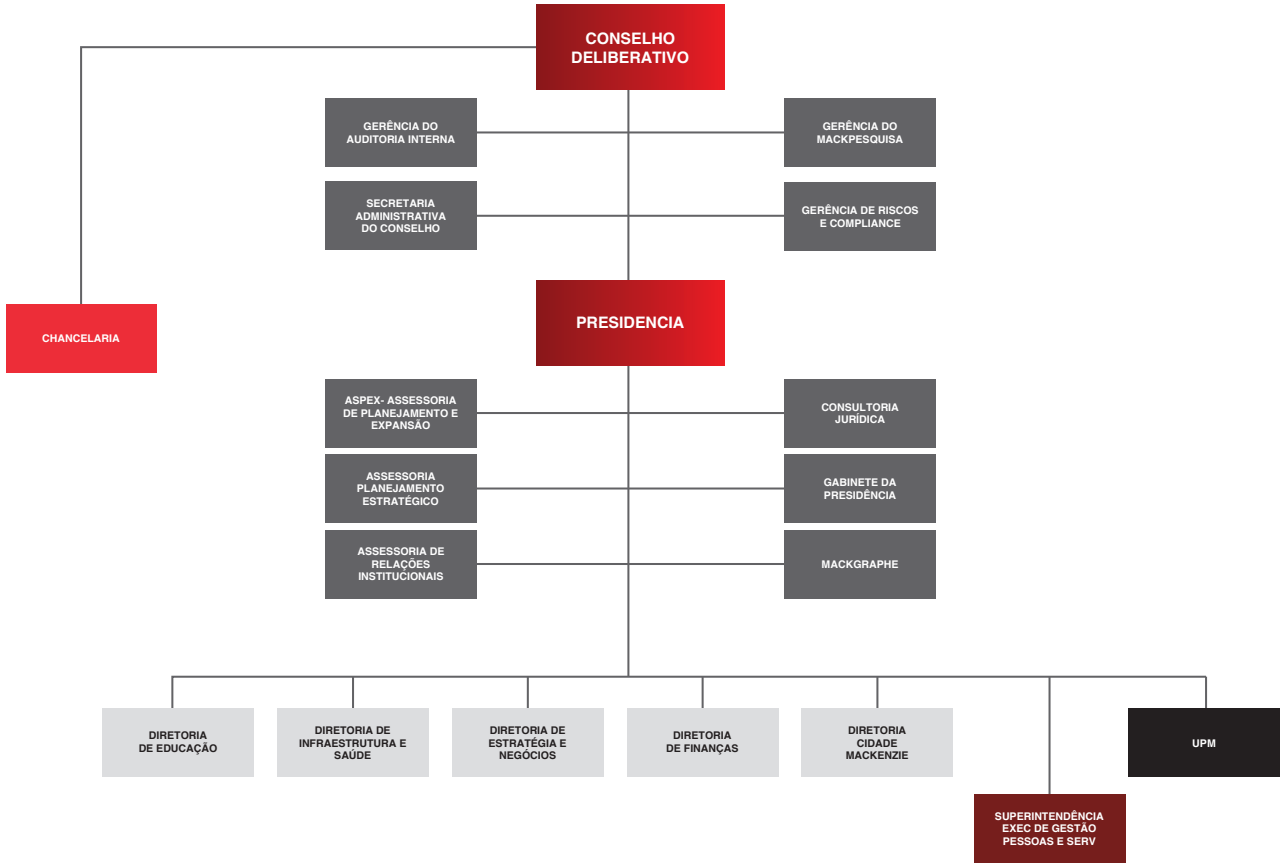 CONSELHO
DELIBERATIVO
GERÊNCIA DO
AUDITORIA INTERNA
GERÊNCIA DO
MACKPESQUISA
SECRETARIA
ADMINISTRATIVA
DO CONSELHO
GERÊNCIA DE RISCOS
E COMPLIANCE
CHANCELARIA
PRESIDENCIA
ASPEX- ASSESSORIA
DE PLANEJAMENTO E
EXPANSÃO
CONSULTORIA
JURÍDICA
ASSESSORIA
PLANEJAMENTO
ESTRATÉGICO
GABINETE DA
PRESIDÊNCIA
ASSESSORIA DE
RELAÇÕES
INSTITUCIONAIS
MACKGRAPHE
DIRETORIA
DE EDUCAÇÃO
DIRETORIA DE
INFRAESTRUTURA E
SAÚDE
DIRETORIA DE
ESTRATÉGIA E
NEGÓCIOS
DIRETORIA
DE FINANÇAS
DIRETORIA
CIDADE
MACKENZIE
UPM
SUPERINTENDÊNCIA
EXEC DE GESTÃO
PESSOAS E SERV